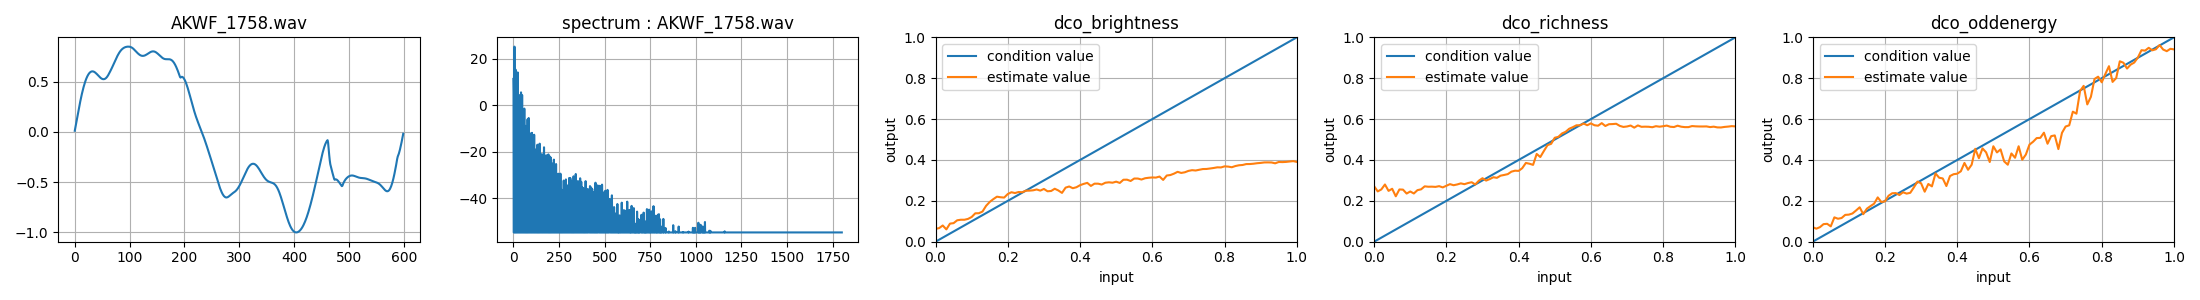 AKWF_1758.wav
0.5
0.0
−0.5
−1.0
0 100 200 300 400 500 600
spectrum : AKWF_1758.wav
20
0
−20
−40
0 250 500 750 1000 1250 1500 1750
dco_brightness
condition value
estimate value
output
1.0
0.8
0.6
0.4
0.2
0.0
0.0 0.2 0.4 0.6 0.8 1.0
input
dco_richness
condition value
estimate value
output
1.0
0.8
0.6
0.4
0.2
0.0
0.0 0.2 0.4 0.6 0.8 1.0
input
dco_oddenergy
condition value
estimate value
output
1.0
0.8
0.6
0.4
0.2
0.0
0.0 0.2 0.4 0.6 0.8 1.0
input